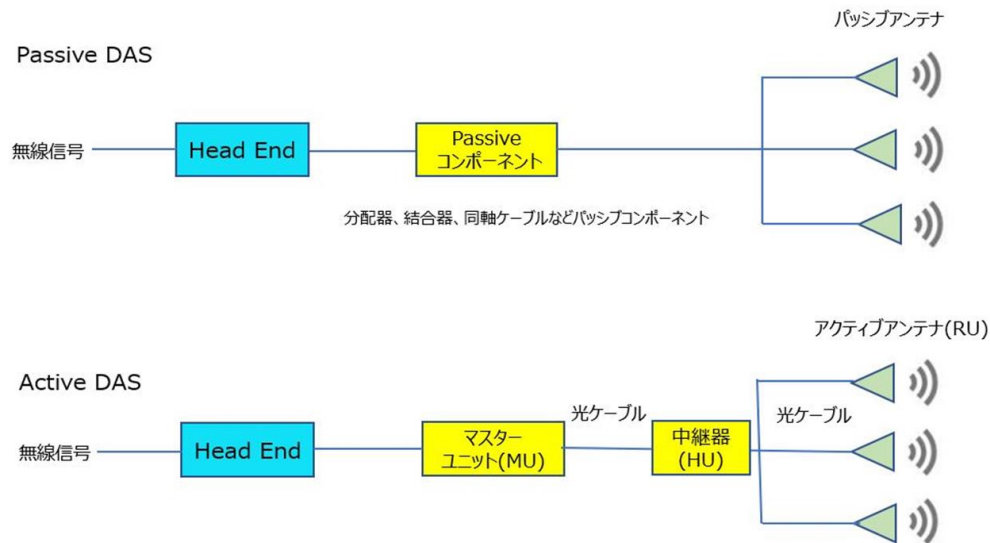 パッシブアンテナ
Passive DAS
無線信号
Head End
Passive
コンポーネント
分配器、結合器、同軸ケーブルなどパッシブコンポーネント
アクティブアンテナ(RU)
Active DAS
無線信号
Head End
マスター
ユニット(MU)
光ケーブル
中継器
(HU)
光ケーブル